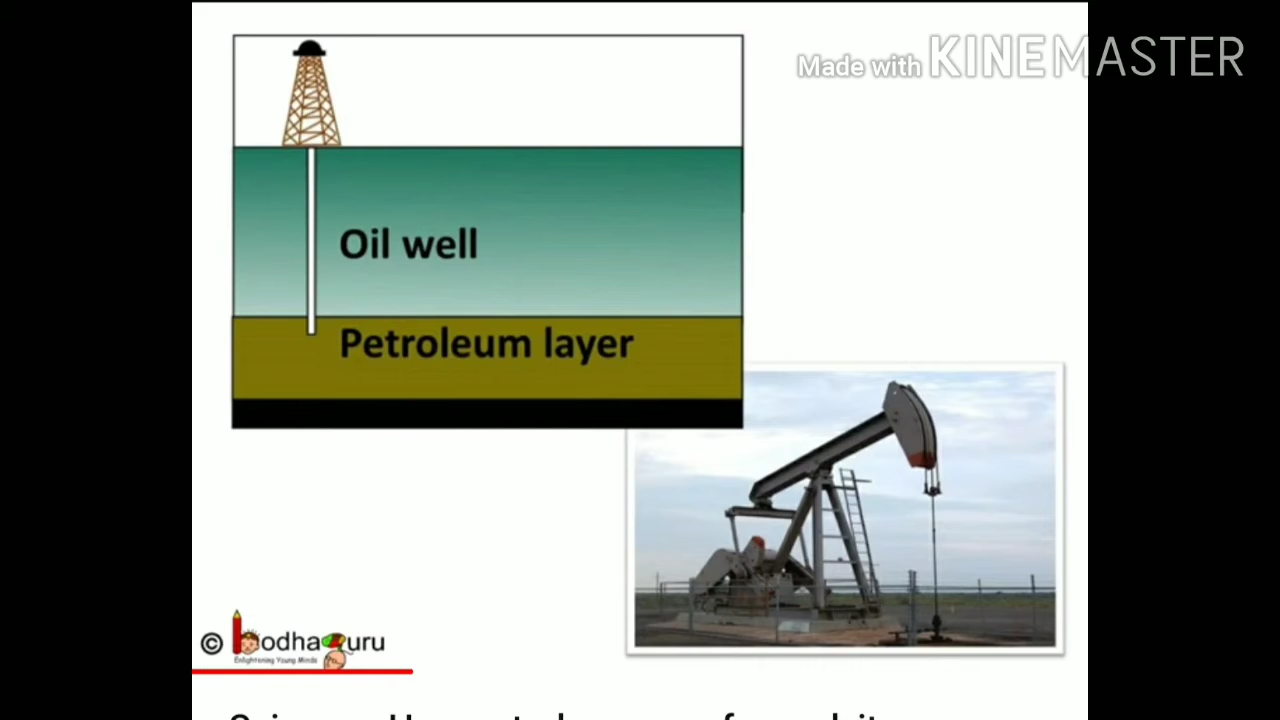 Made with KINEMASTER
Oil well
Petroleum layer
© BodhaGuru
Enlightening Young Minds